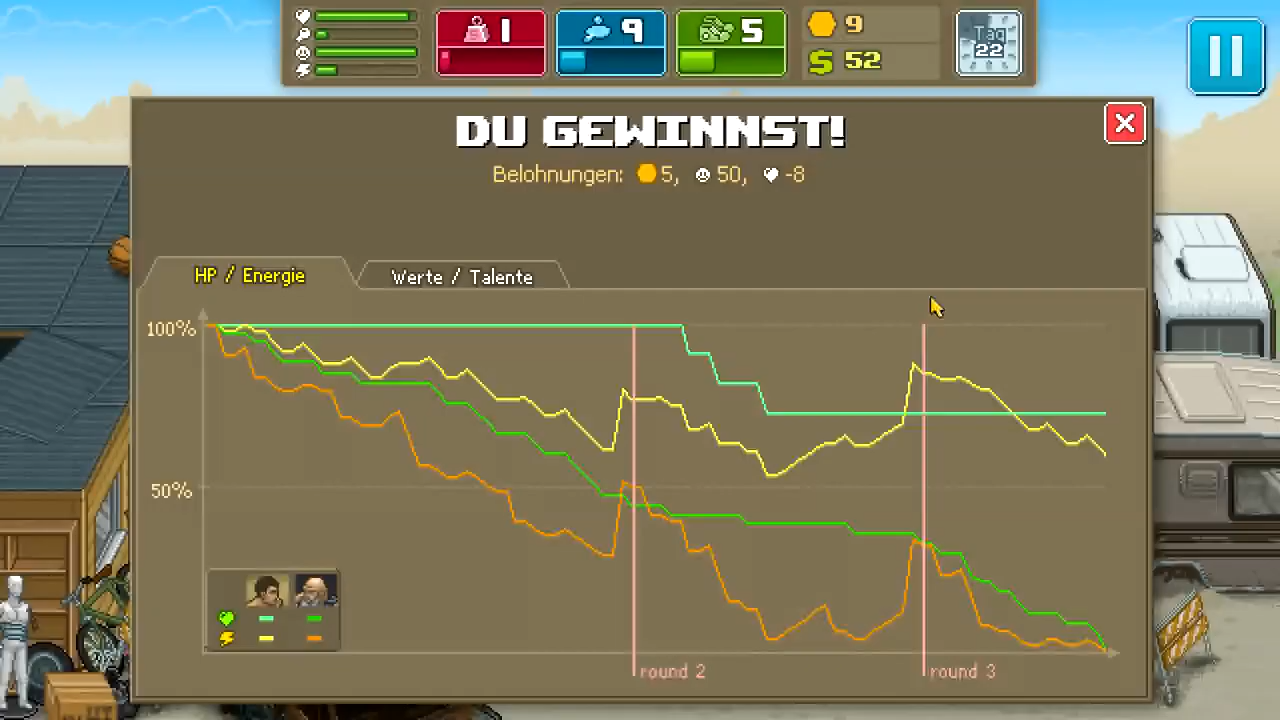 1
9
5
9
52
Tag
22
DU GEWINNST!
Belohnungen: 5, 50, -8
HP / Energie
Werte / Talente
100%
50%
round 2
round 3